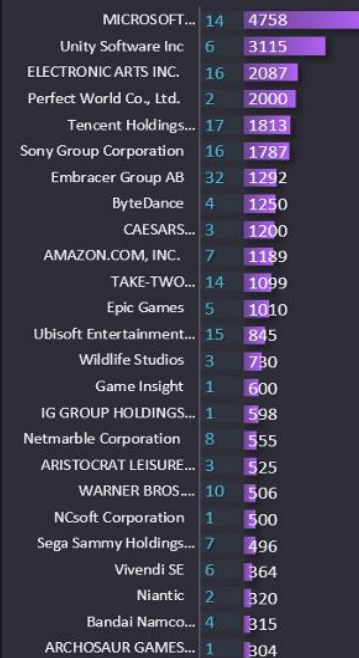 MICROSOFT... 14 4758
Unity Software Inc 6 3115
ELECTRONIC ARTS INC. 16 2087
Perfect World Co., Ltd. 2 2000
Tencent Holdings... 17 1813
Sony Group Corporation 16 1787
Embracer Group AB 32 1292
ByteDance 4 1250
CAESARS... 3 1200
AMAZON.COM, INC. 7 1189
TAKE-TWO... 14 1099
Epic Games 5 1010
Ubisoft Entertainment... 15 845
Wildlife Studios 3 730
Game Insight 1 600
IG GROUP HOLDINGS... 1 598
Netmarble Corporation 8 555
ARISTOCRAT LEISURE... 3 525
WARNER BROS.... 10 506
NCsoft Corporation 1 500
Sega Sammy Holdings... 7 496
Vivendi SE 6 364
Niantic 2 320
Bandai Namco... 4 315
ARCHOSAUR GAMES... 1 304